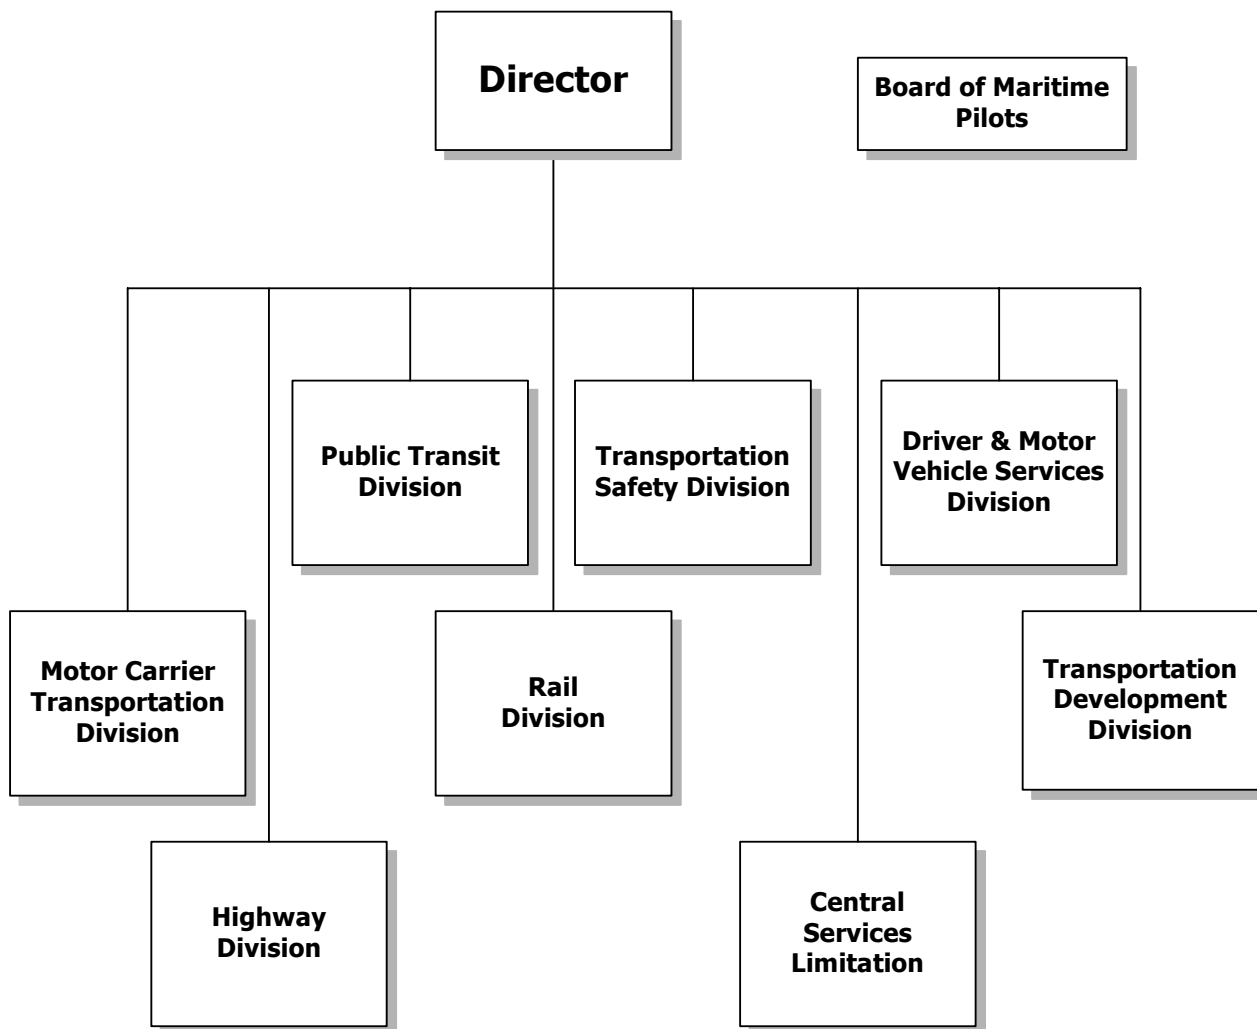 Director
Board of Maritime
Pilots
Public Transit
Division
Transportation
Safety Division
Driver & Motor
Vehicle Services
Division
Motor Carrier
Transportation
Division
Rail
Division
Transportation
Development
Division
Highway
Division
Central
Services
Limitation